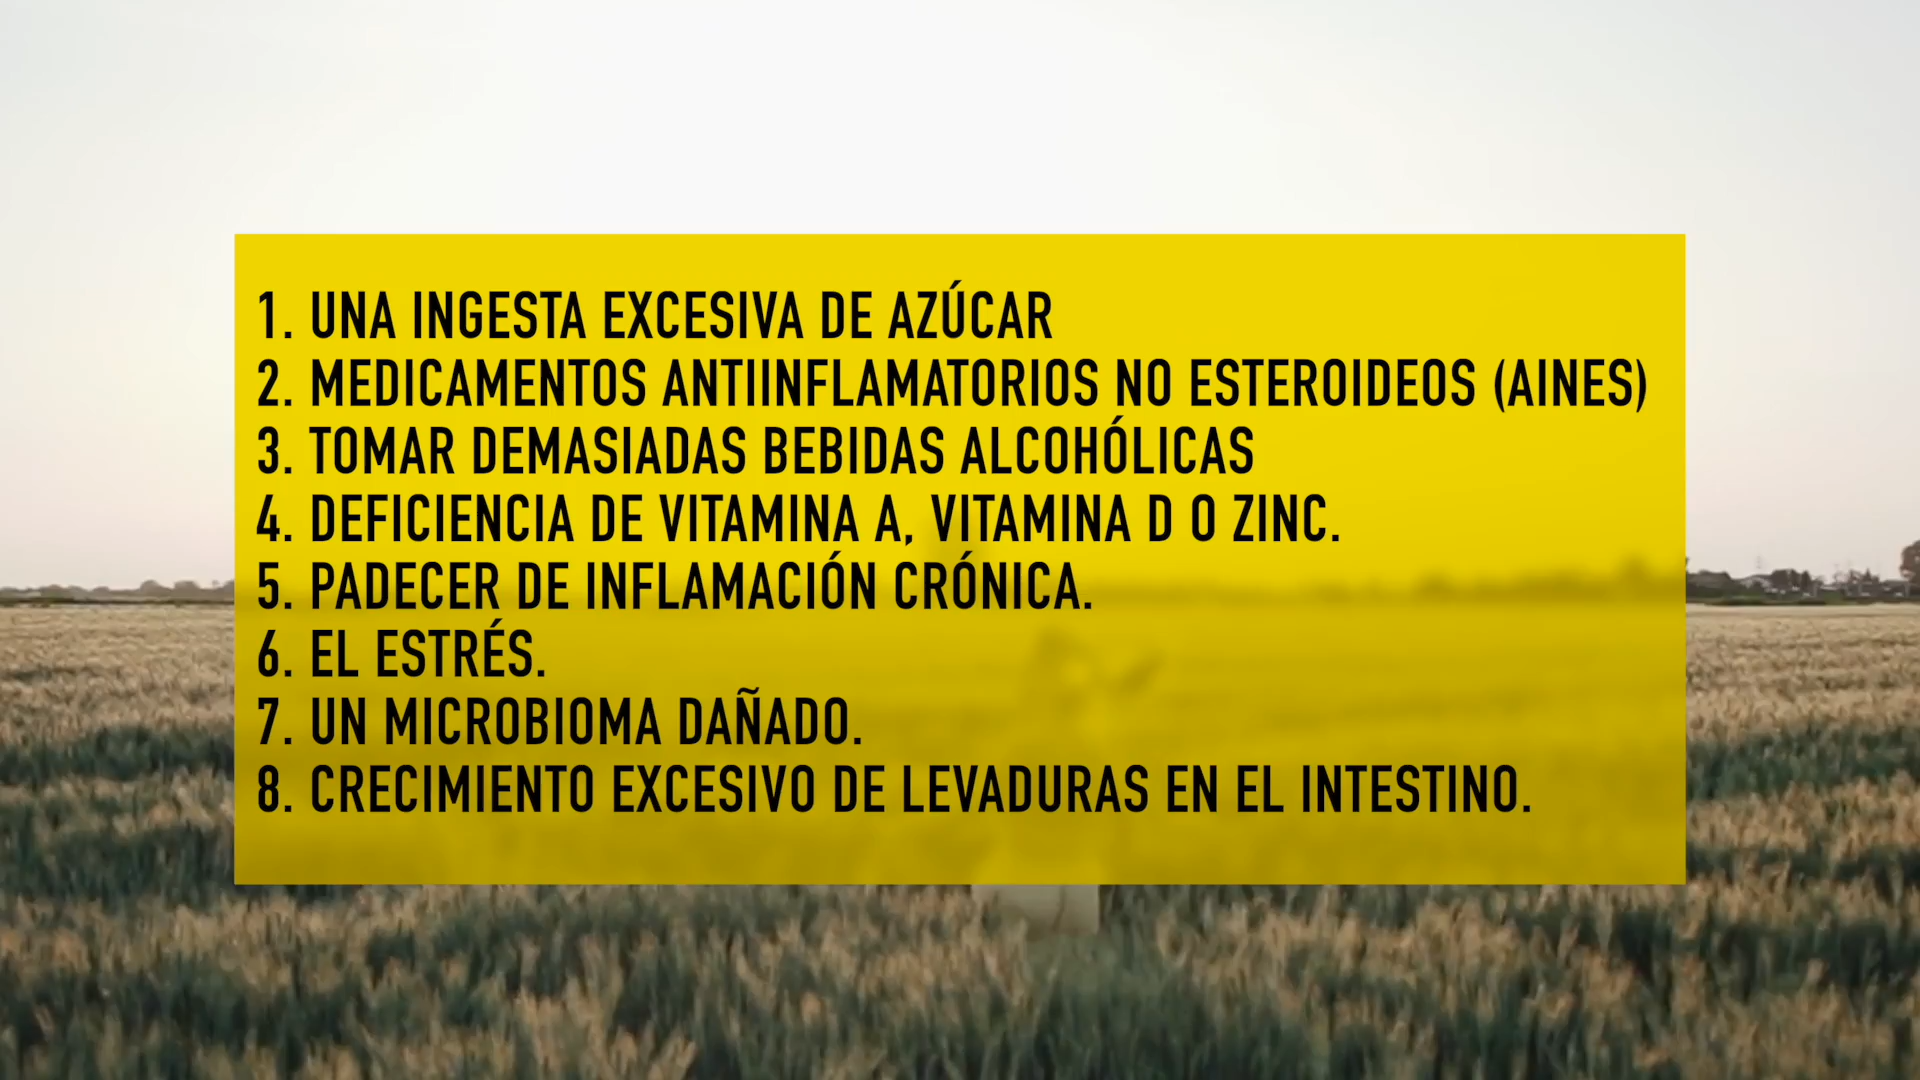 1. UNA INGESTA EXCESIVA DE AZÚCAR
2. MEDICAMENTOS ANTIINFLAMATORIOS NO ESTEROIDEOS (AINES)
3. TOMAR DEMASIADAS BEBIDAS ALCOHÓLICAS
4. DEFICIENCIA DE VITAMINA A, VITAMINA D O ZINC.
5. PADECER DE INFLAMACIÓN CRÓNICA.
6. EL ESTRÉS.
7. UN MICROBIOMA DAÑADO.
8. CRECIMIENTO EXCESIVO DE LEVADURAS EN EL INTESTINO.